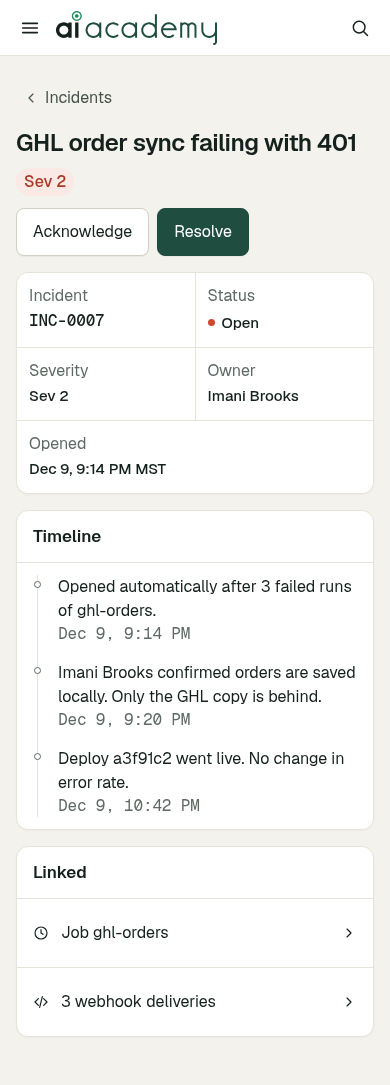 ai academy
Incidents
GHL order sync failing with 401
Sev 2
Acknowledge
Resolve
Incident
INC-0007
Status
Open
Severity
Sev 2
Owner
Imani Brooks
Opened
Dec 9, 9:14 PM MST
Timeline
Opened automatically after 3 failed runs
of ghl-orders.
Dec 9, 9:14 PM
Imani Brooks confirmed orders are saved
locally. Only the GHL copy is behind.
Dec 9, 9:20 PM
Deploy a3f91c2 went live. No change in
error rate.
Dec 9, 10:42 PM
Linked
Job ghl-orders
3 webhook deliveries